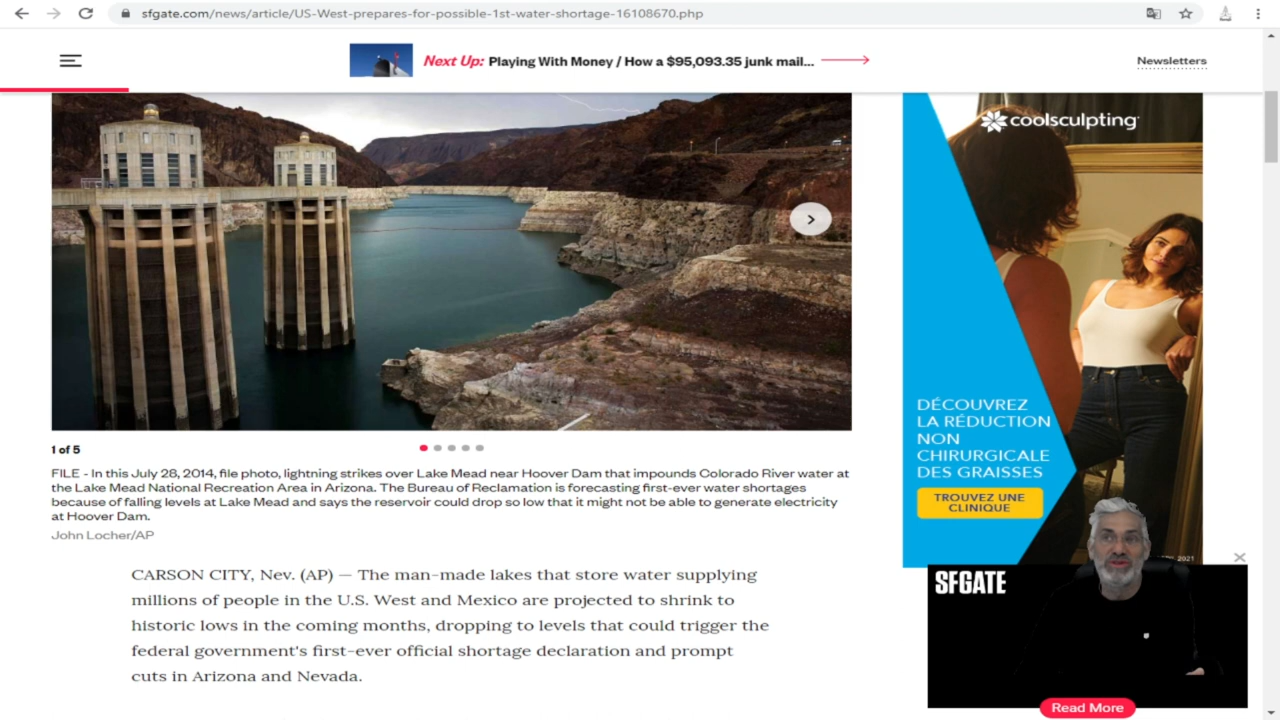 sfgate.com/news/article/US-West-prepares-for-possible-1st-water-shortage-16108670.php
Next Up: Playing With Money / How a $95,093.35 junk mail...
Newsletters
coolsculpting
DÉCOUVREZ
LA RÉDUCTION
NON
CHIRURGICALE
DES GRAISSES
TROUVEZ UNE
CLINIQUE
2021
1 of 5
FILE - In this July 28, 2014, file photo, lightning strikes over Lake Mead near Hoover Dam that impounds Colorado River water at
the Lake Mead National Recreation Area in Arizona. The Bureau of Reclamation is forecasting first-ever water shortages
because of falling levels at Lake Mead and says the reservoir could drop so low that it might not be able to generate electricity
at Hoover Dam.
John Locher/AP
CARSON CITY, Nev. (AP) — The man-made lakes that store water supplying
millions of people in the U.S. West and Mexico are projected to shrink to
historic lows in the coming months, dropping to levels that could trigger the
federal government's first-ever official shortage declaration and prompt
cuts in Arizona and Nevada.
SFGATE
Read More